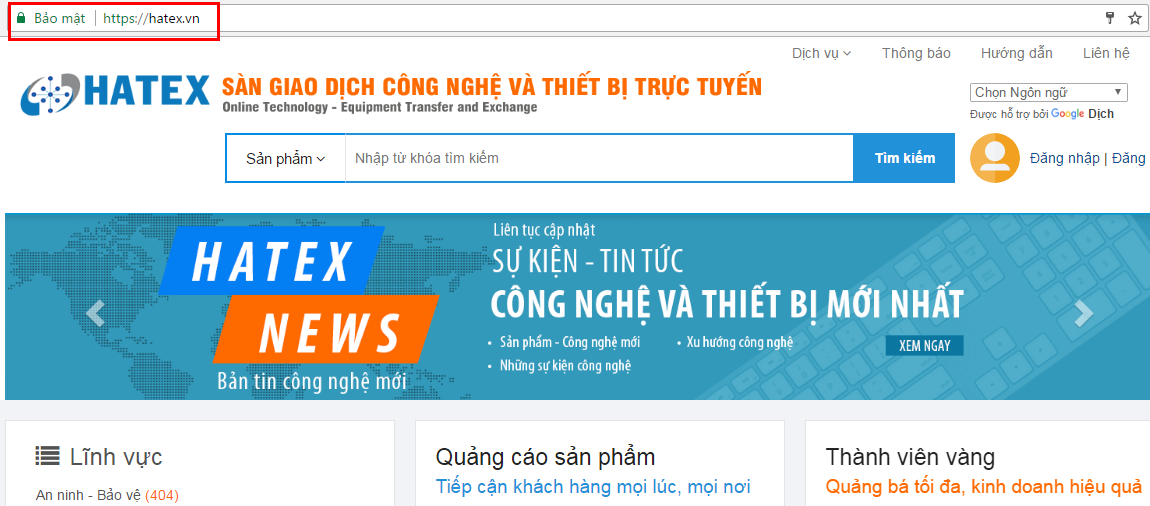 Bảo mật | https://hatex.vn
Dịch vụ Thông báo Hướng dẫn Liên hệ
HATEX
SÀN GIAO DỊCH CÔNG NGHỆ VÀ THIẾT BỊ TRỰC TUYẾN
Online Technology - Equipment Transfer and Exchange
Chọn Ngôn ngữ
Được hỗ trợ bởi Google Dịch
Sản phẩm Nhập từ khóa tìm kiếm Tìm kiếm
Đăng nhập | Đăng
HATEX
NEWS
Bản tin công nghệ mới
Liên tục cập nhật
SỰ KIỆN - TIN TỨC
CÔNG NGHỆ VÀ THIẾT BỊ MỚI NHẤT
• Sản phẩm - Công nghệ mới • Xu hướng công nghệ
• Những sự kiện công nghệ
XEM NGAY
Lĩnh vực
An ninh - Bảo vệ (404)
Quảng cáo sản phẩm
Tiếp cận khách hàng mọi lúc, mọi nơi
Thành viên vàng
Quảng bá tối đa, kinh doanh hiệu quả